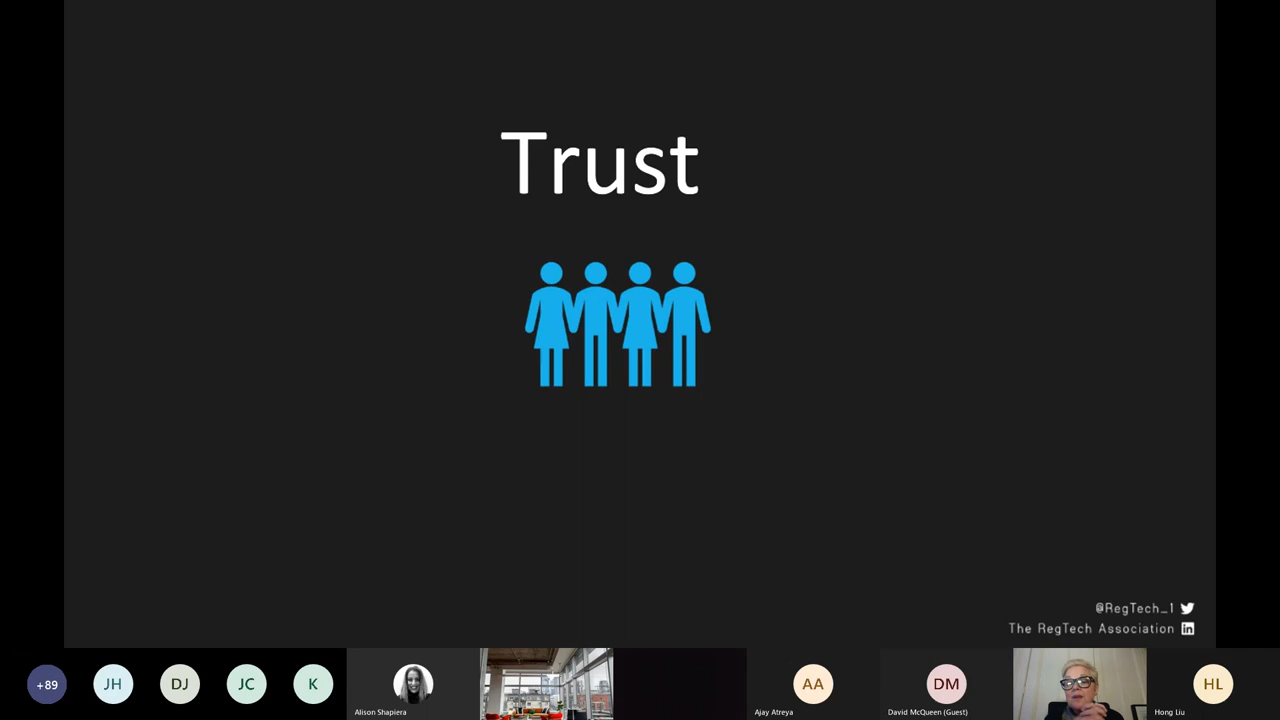 Trust
@RegTech_1
The RegTech Association in
+89
JH
DJ
JC
K
Alison Shapiera
AA
Ajay Atreya
DM
David McQueen (Guest)
HL
Hong Liu